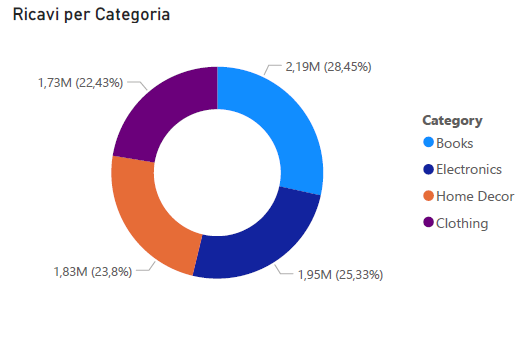 Ricavi per Categoria
2,19M (28,45%)
1,73M (22,43%)
1,83M (23,8%)
1,95M (25,33%)
Category
Books
Electronics
Home Decor
Clothing